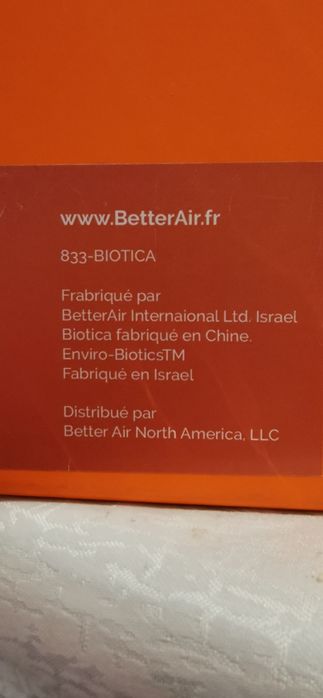 www.BetterAir.fr
833-BIOTICA
Frabriqué par
BetterAir Internaional Ltd. Israel
Biotica fabriqué en Chine.
Enviro-BioticsTM
Fabriqué en Israel
Distribué par
Better Air North America, LLC